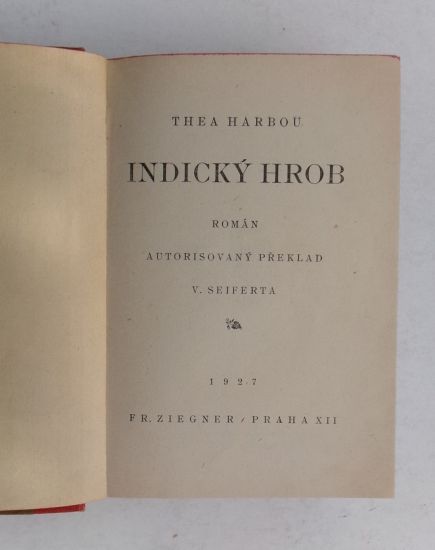 THEA HARBOU
INDICKÝ HROB
ROMÁN
AUTORISOVANÝ PŘEKLAD
V. SEIFERTA
1927
FR. ZIEGNER / PRAHA XII